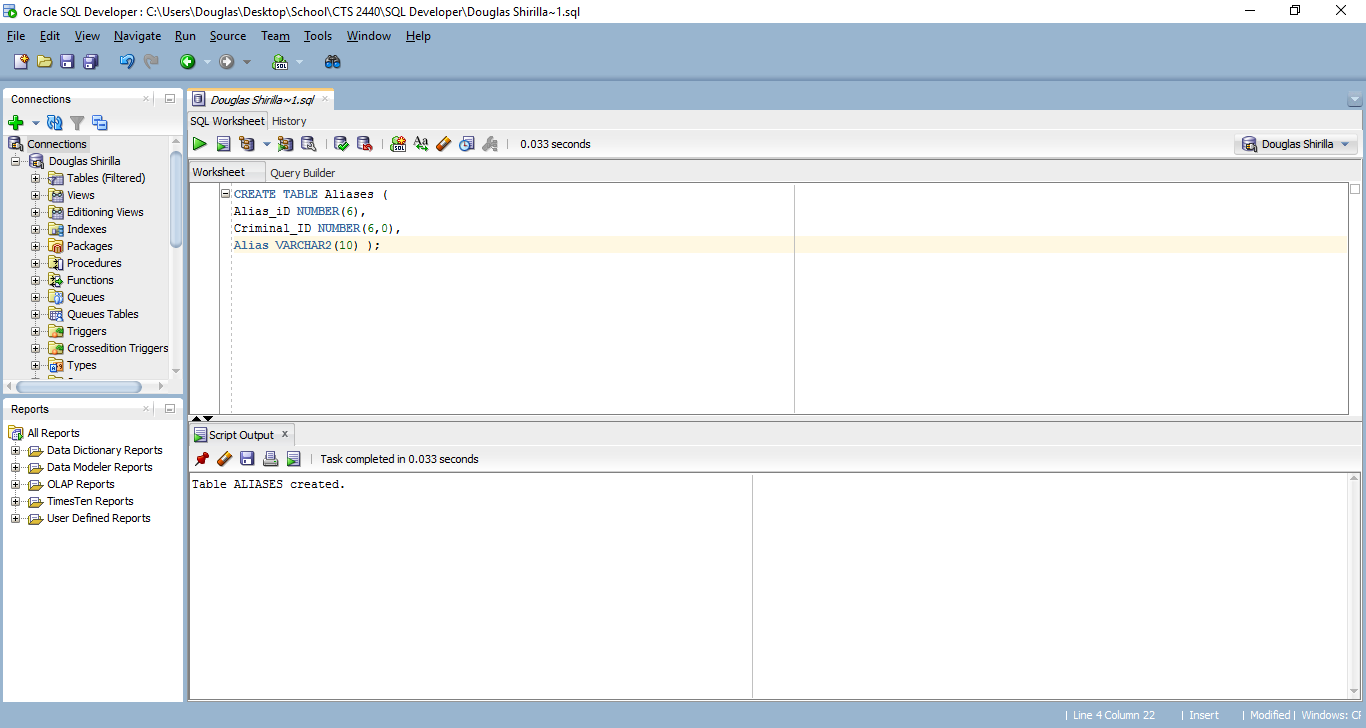 Oracle SQL Developer : C:\Users\Douglas\Desktop\School\CTS 2440\SQL Developer\Douglas Shirilla~1.sql
File Edit View Navigate Run Source Team Tools Window Help
Connections
Connections
Douglas Shirilla
Tables (Filtered)
Views
Editioning Views
Indexes
Packages
Procedures
Functions
Queues
Queues Tables
Triggers
Crossedition Triggers
Types
Reports
All Reports
Data Dictionary Reports
Data Modeler Reports
OLAP Reports
TimesTen Reports
User Defined Reports
Douglas Shirilla~1.sql
SQL Worksheet History
0.033 seconds
Douglas Shirilla
Worksheet Query Builder
CREATE TABLE Aliases (
Alias_iD NUMBER(6),
Criminal_ID NUMBER(6,0),
Alias VARCHAR2(10) );
Script Output x
Task completed in 0.033 seconds
Table ALIASES created.
| Line 4 Column 22 | Insert | Modified | Windows: